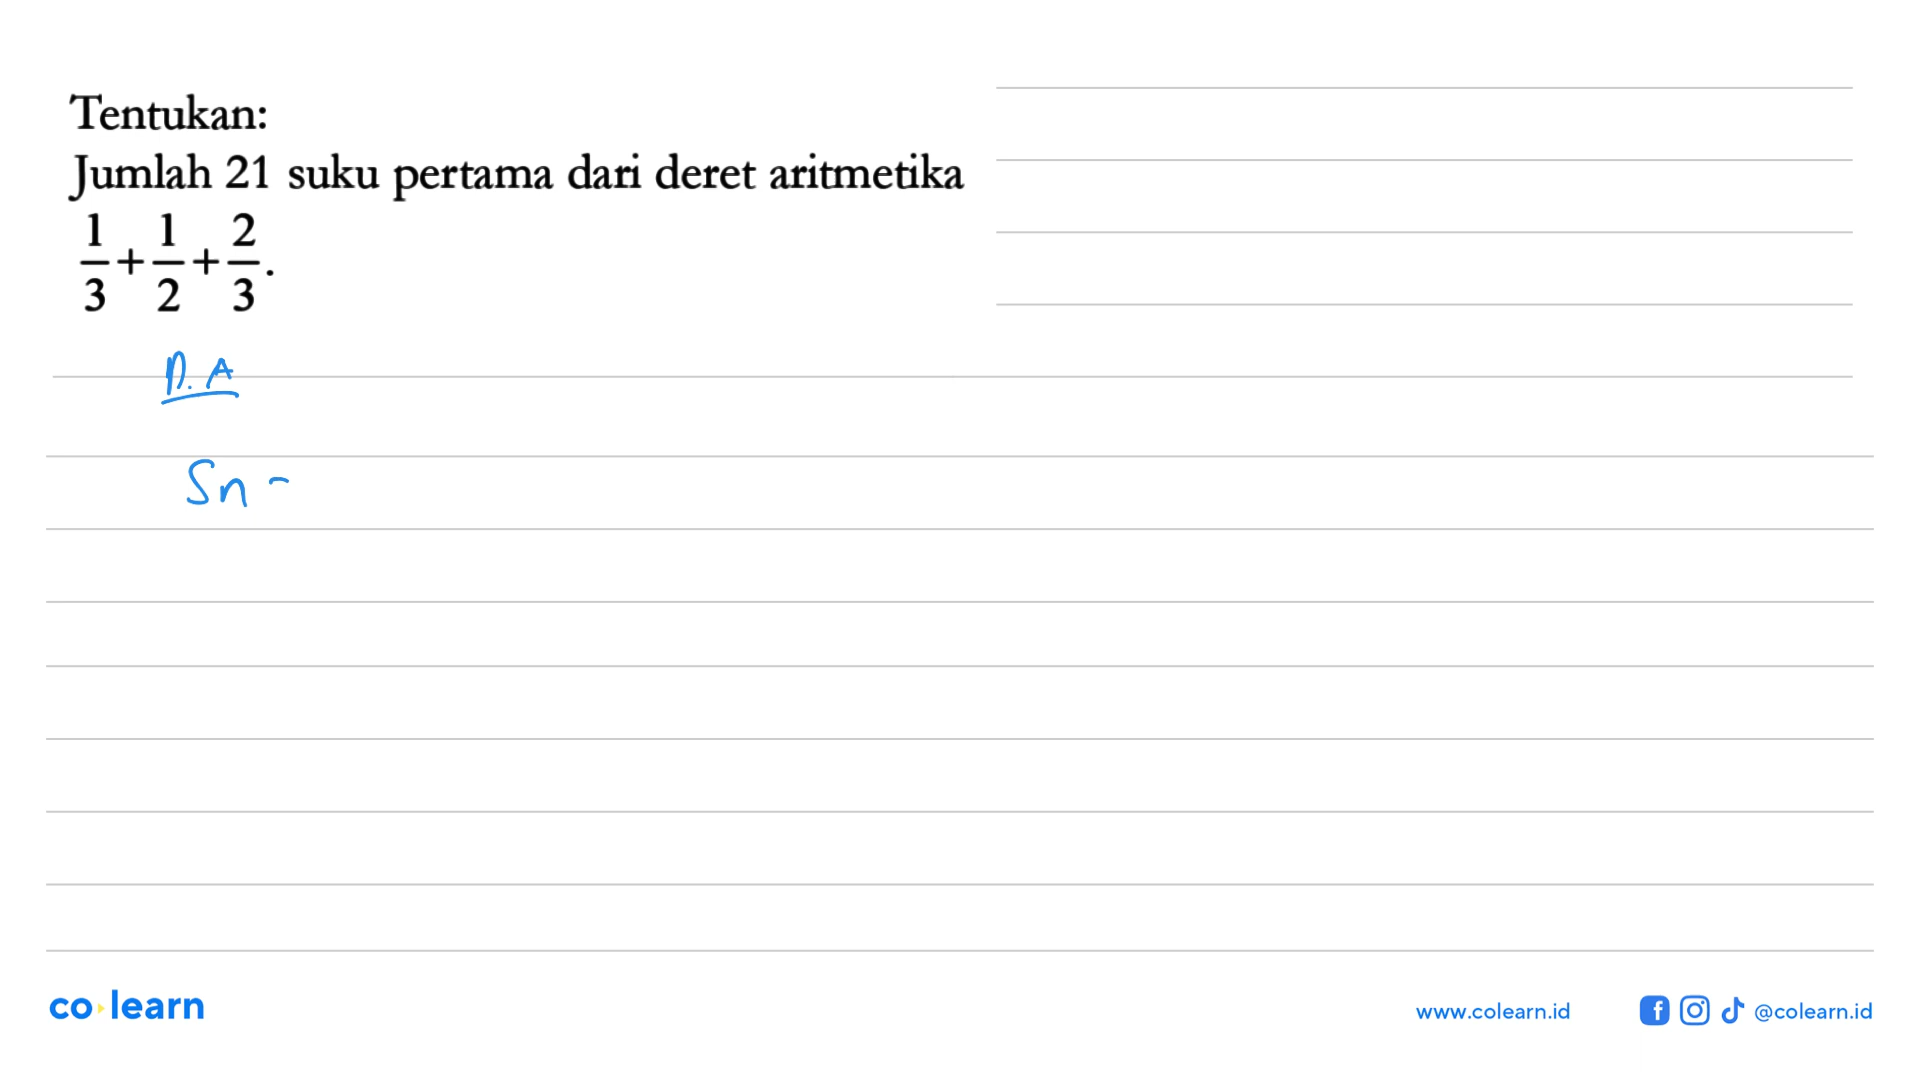 Tentukan:
Jumlah 21 suku pertama dari deret aritmetika
1/3 + 1/2 + 2/3.
D.A
Sn =
co learn
www.colearn.id
@colearn.id